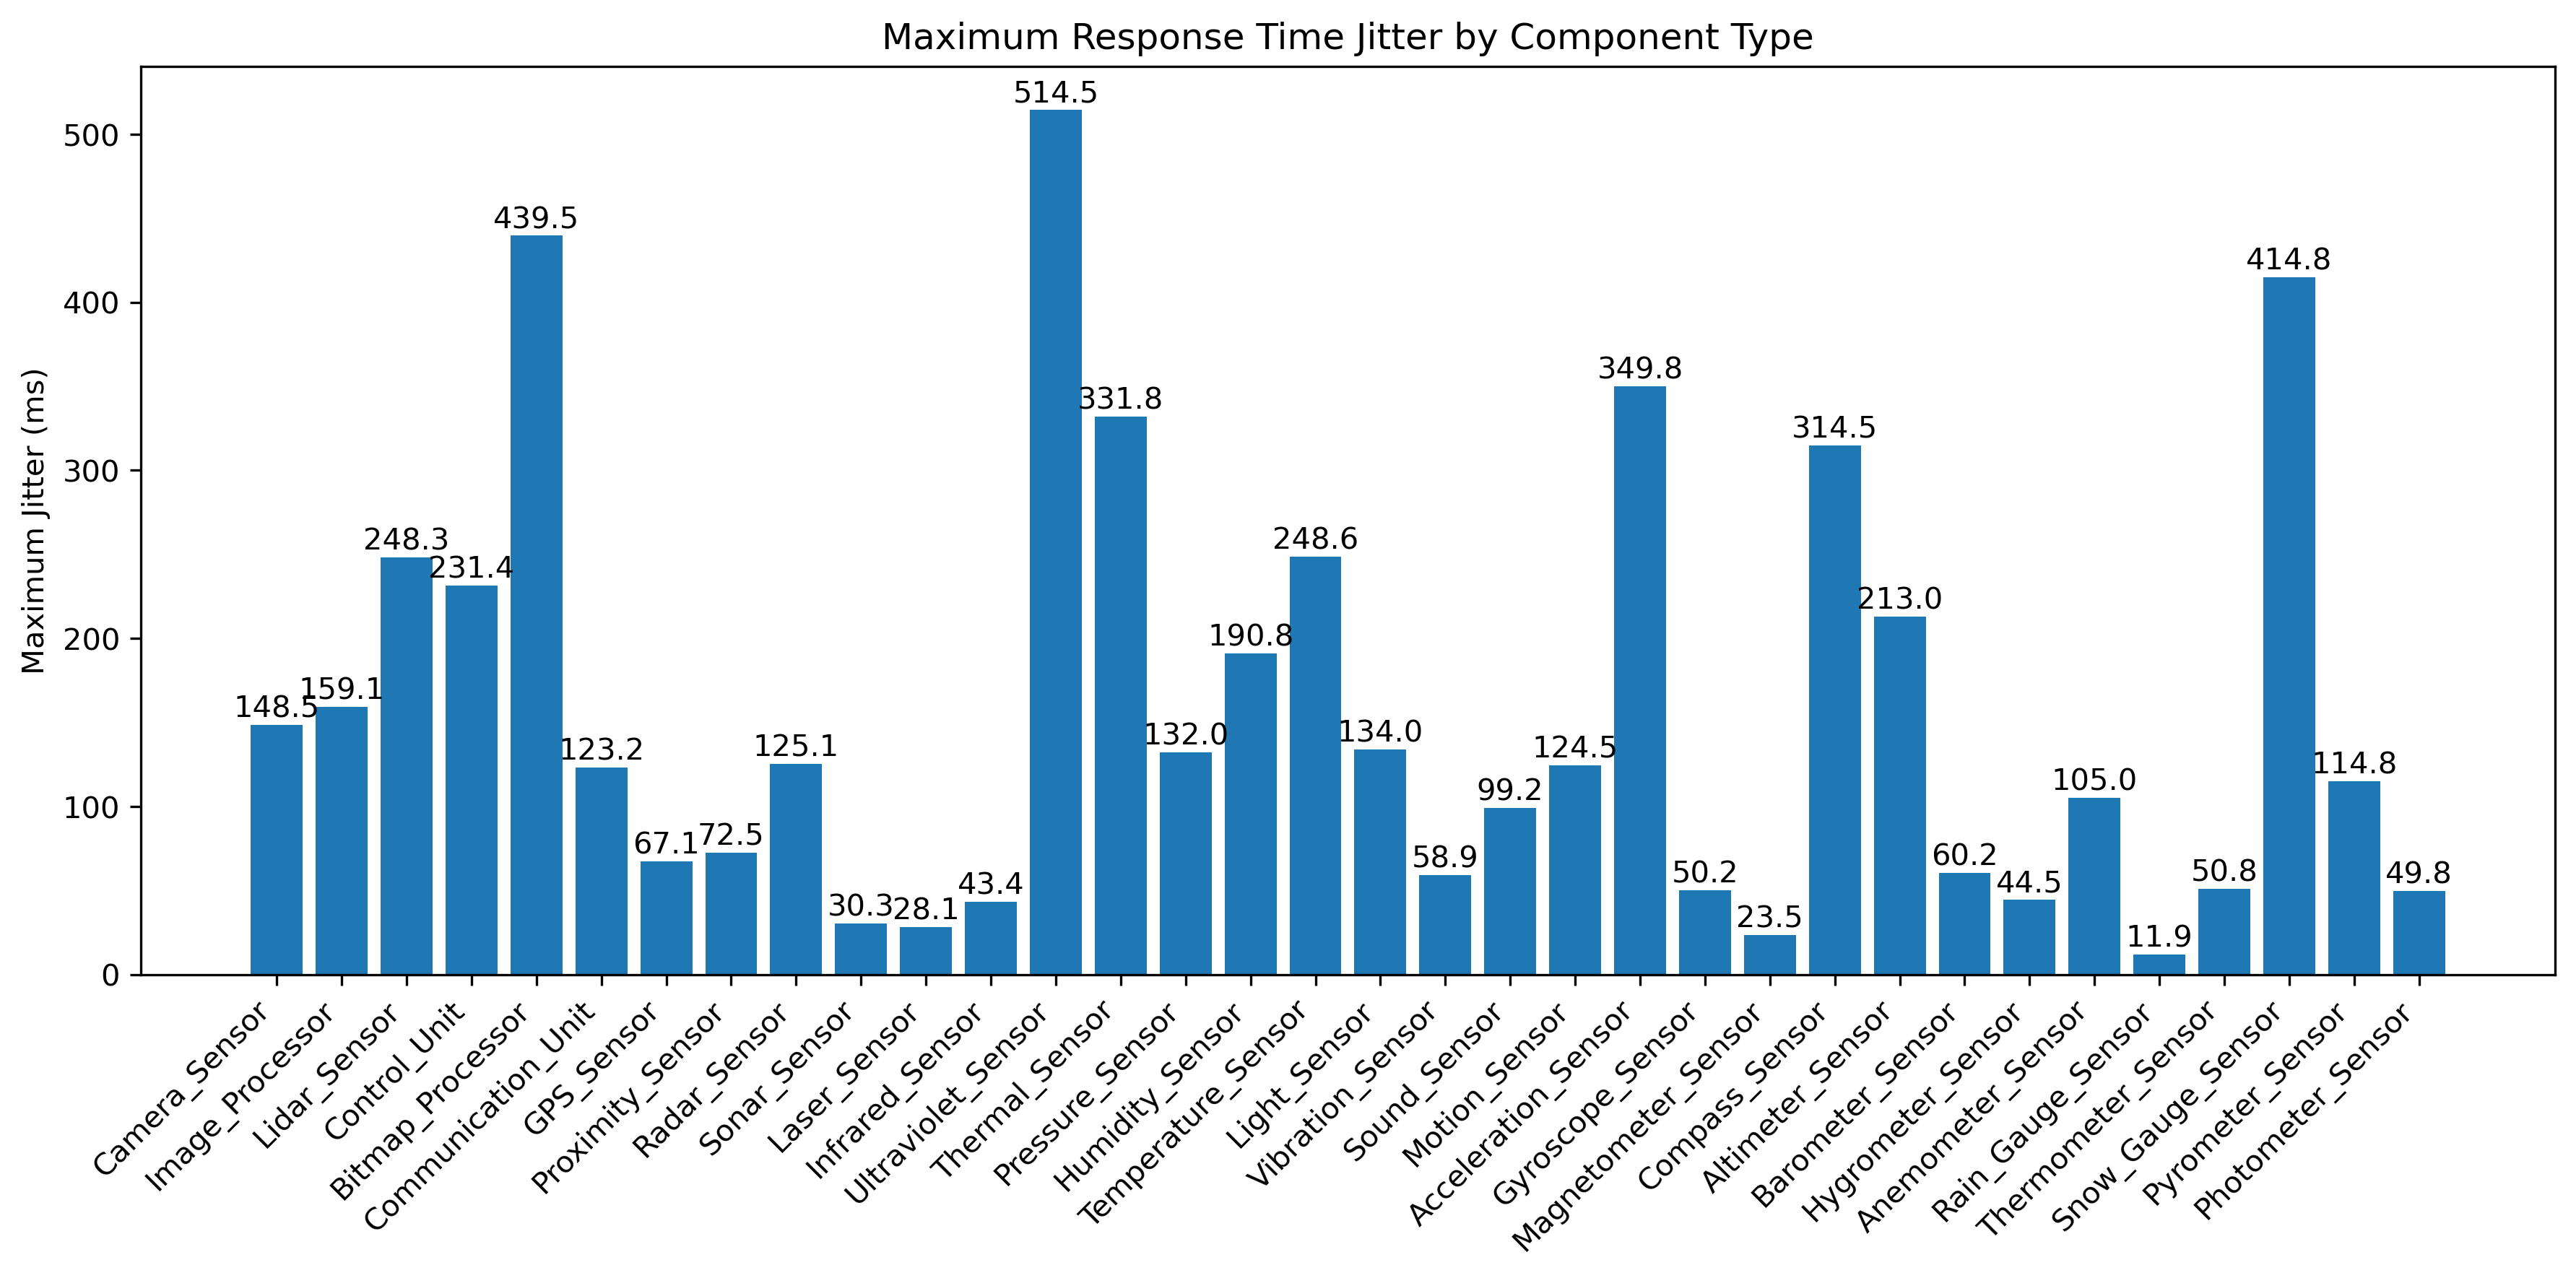 Maximum Response Time Jitter by Component Type
Maximum Jitter (ms)
500
400
300
200
100
0
148.5
159.1
248.3
231.4
439.5
123.2
67.1
72.5
125.1
30.3
28.1
43.4
514.5
331.8
132.0
190.8
248.6
134.0
58.9
99.2
124.5
349.8
50.2
23.5
314.5
213.0
60.2
44.5
105.0
11.9
50.8
414.8
114.8
49.8
Camera_Sensor
Image_Processor
Lidar_Sensor
Control_Unit
Bitmap_Processor
Communication_Unit
GPS_Sensor
Proximity_Sensor
Radar_Sensor
Sonar_Sensor
Laser_Sensor
Infrared_Sensor
Ultraviolet_Sensor
Thermal_Sensor
Pressure_Sensor
Humidity_Sensor
Temperature_Sensor
Light_Sensor
Vibration_Sensor
Sound_Sensor
Motion_Sensor
Acceleration_Sensor
Gyroscope_Sensor
Magnetometer_Sensor
Compass_Sensor
Altimeter_Sensor
Barometer_Sensor
Hygrometer_Sensor
Anemometer_Sensor
Rain_Gauge_Sensor
Thermometer_Sensor
Snow_Gauge_Sensor
Pyrometer_Sensor
Photometer_Sensor